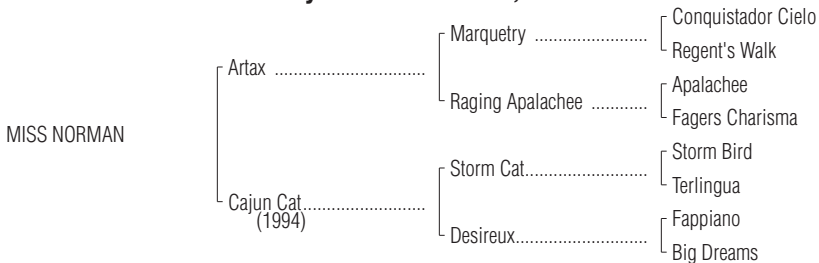 Conquistador Cielo
Marquetry ........................
Regent's Walk
Artax ................................
Apalachee
Raging Apalachee ............
Fagers Charisma
MISS NORMAN
Storm Bird
Storm Cat..........................
Terlingua
Cajun Cat..........................
(1994)
Fappiano
Desireux............................
Big Dreams